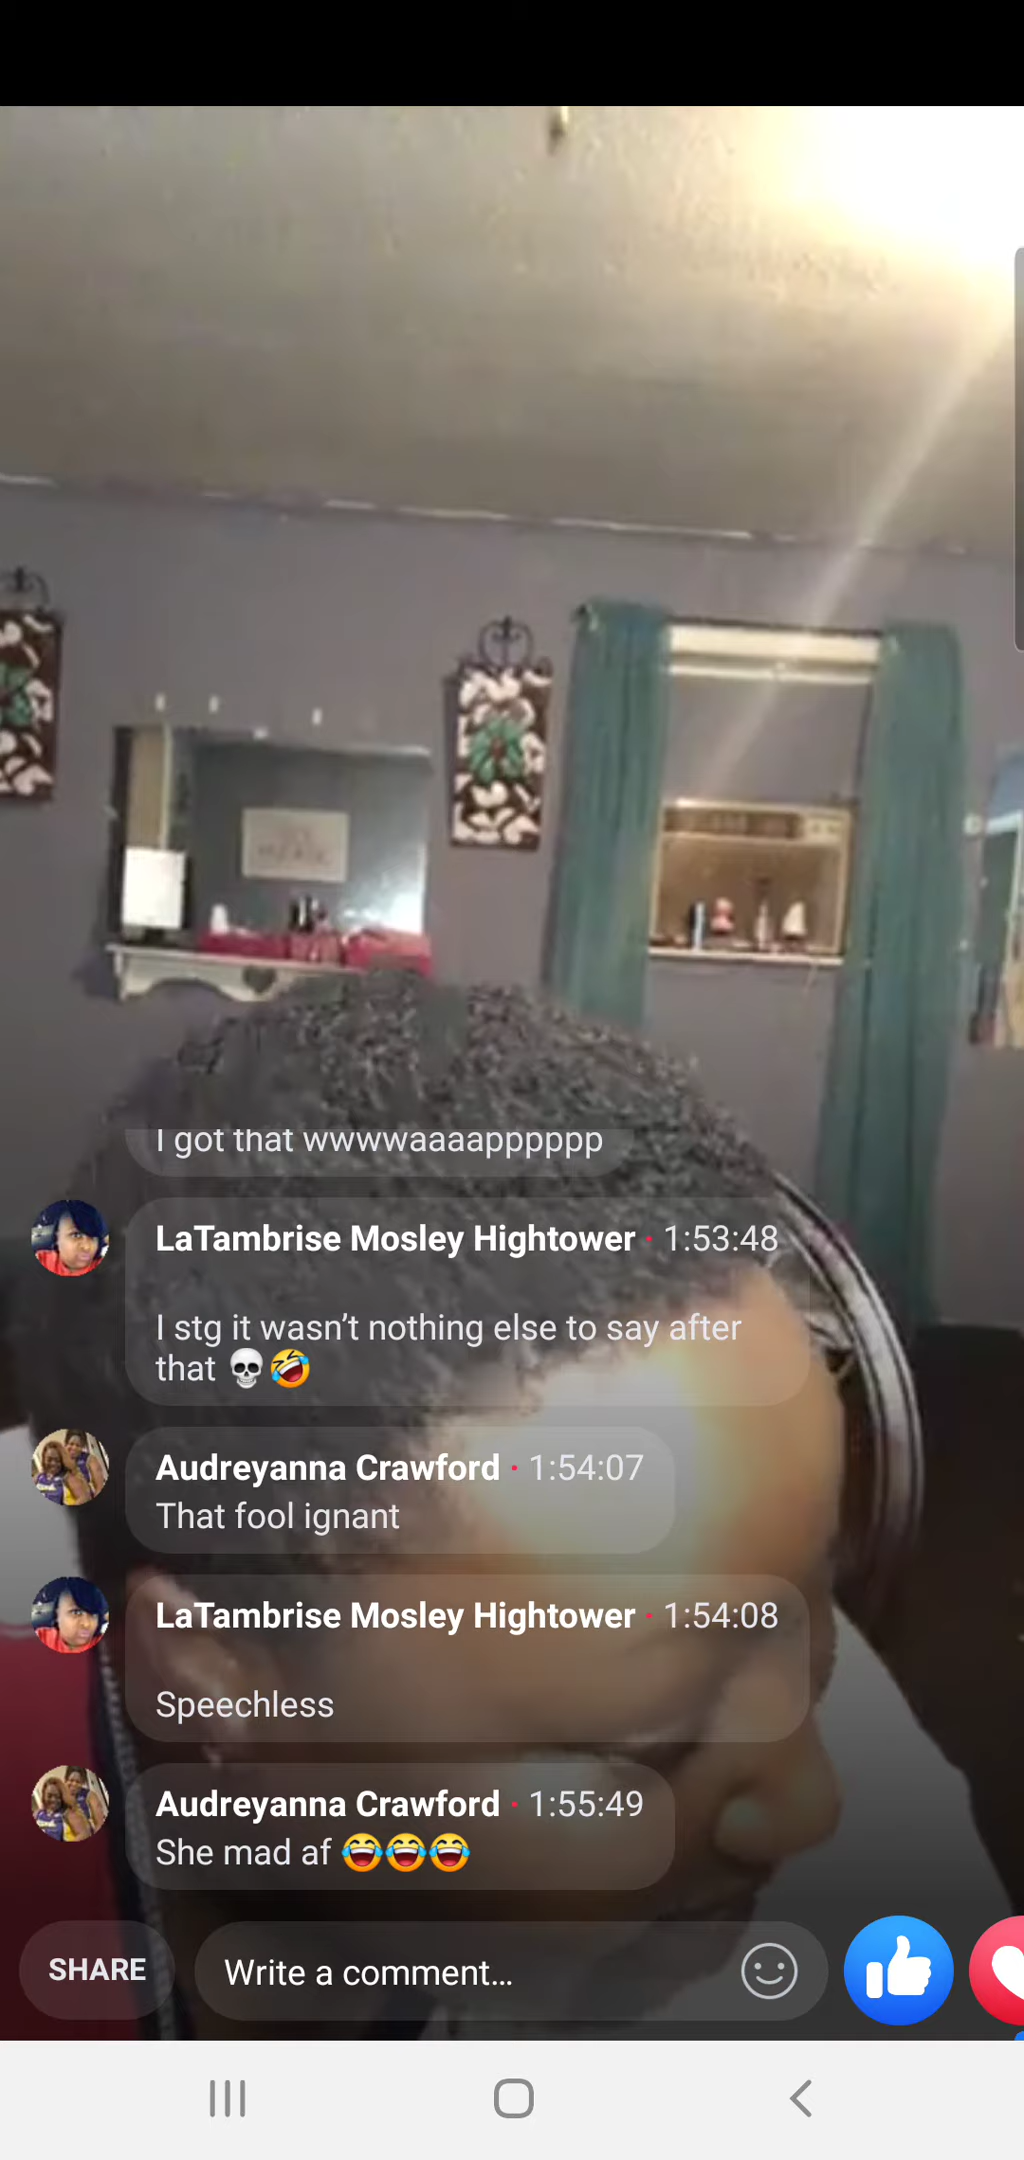 I got that wwwwaaaapppppp
LaTambrise Mosley Hightower · 1:53:48
I stg it wasn’t nothing else to say after
that 💀🤣
Audreyanna Crawford · 1:54:07
That fool ignant
LaTambrise Mosley Hightower · 1:54:08
Speechless
Audreyanna Crawford · 1:55:49
She mad af 😂😂😂
SHARE
Write a comment...